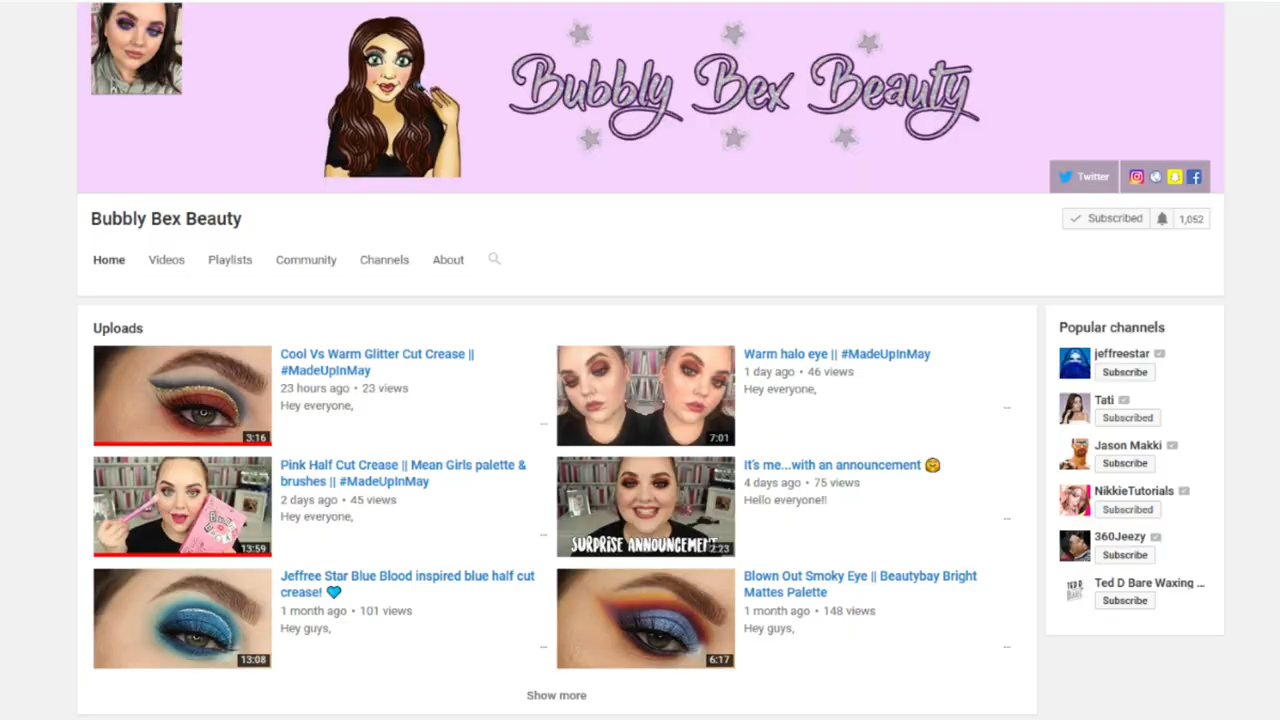 Bubbly Bex Beauty
Twitter
Bubbly Bex Beauty
Subscribed
1,052
Home
Videos
Playlists
Community
Channels
About
Uploads
Cool Vs Warm Glitter Cut Crease ||
#MadeUpInMay
23 hours ago • 23 views
Hey everyone,
3:16
Warm halo eye || #MadeUpInMay
1 day ago • 46 views
Hey everyone,
7:01
Pink Half Cut Crease || Mean Girls palette &
brushes || #MadeUpInMay
2 days ago • 45 views
Hey everyone,
13:59
It's me...with an announcement 🤗
4 days ago • 75 views
Hello everyone!!
SURPRISE ANNOUNCEMENT
2:23
Jeffree Star Blue Blood inspired blue half cut
crease! 💙
1 month ago • 101 views
Hey guys,
13:08
Blown Out Smoky Eye || Beautybay Bright
Mattes Palette
1 month ago • 148 views
Hey guys,
6:17
Show more
Popular channels
jeffreestar
Subscribe
Tati
Subscribed
Jason Makki
Subscribe
NikkieTutorials
Subscribed
360Jeezy
Subscribe
TED D
BARE
Ted D Bare Waxing ...
Subscribe